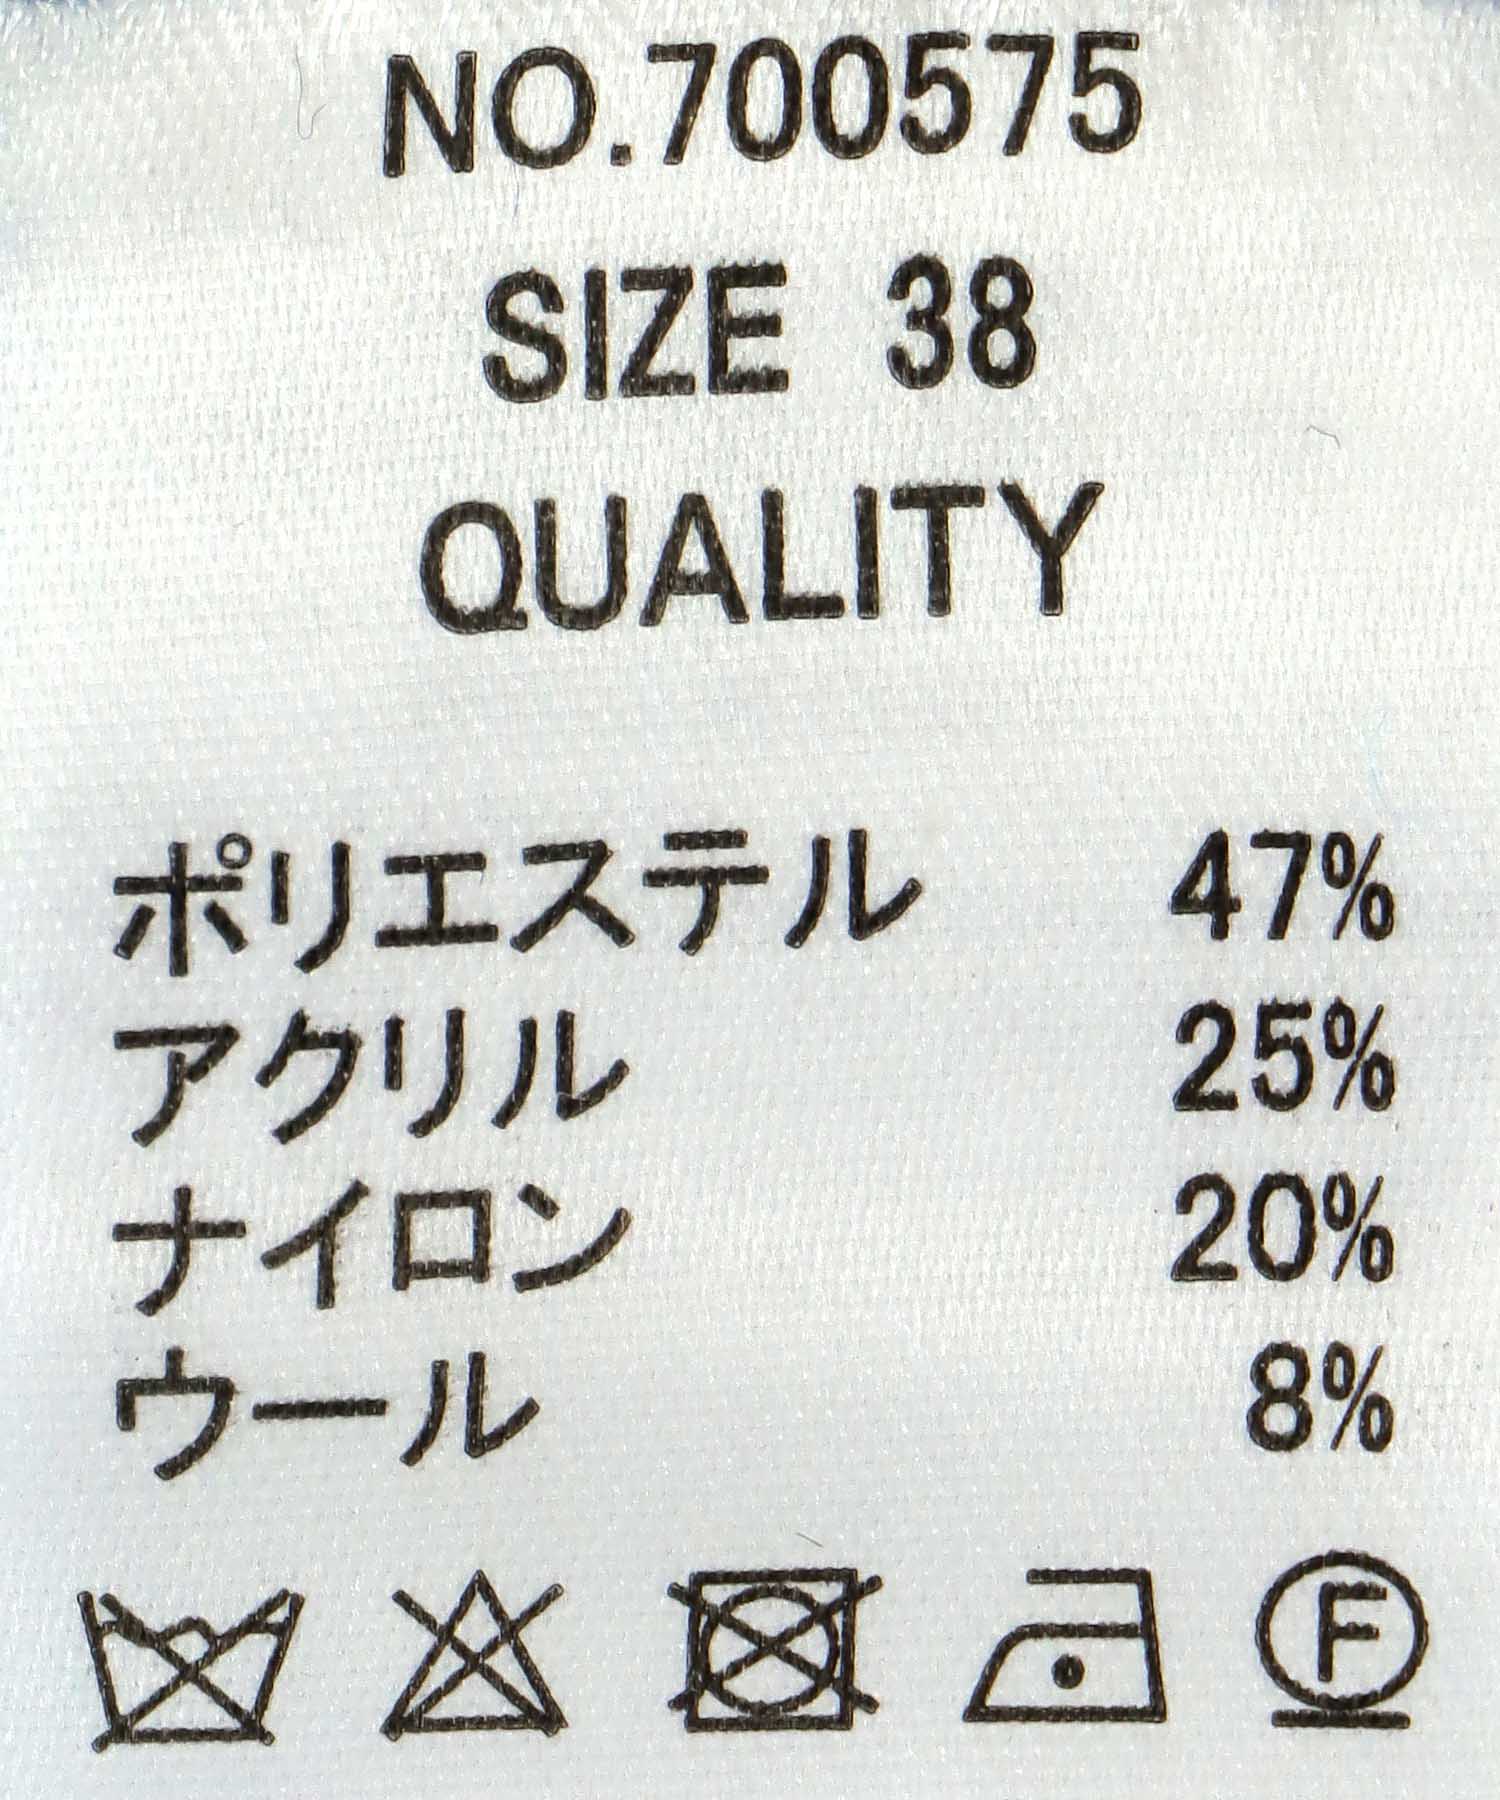 NO.700575
SIZE 38
QUALITY
ポリエステル 47%
アクリル 25%
ナイロン 20%
ウール 8%
F